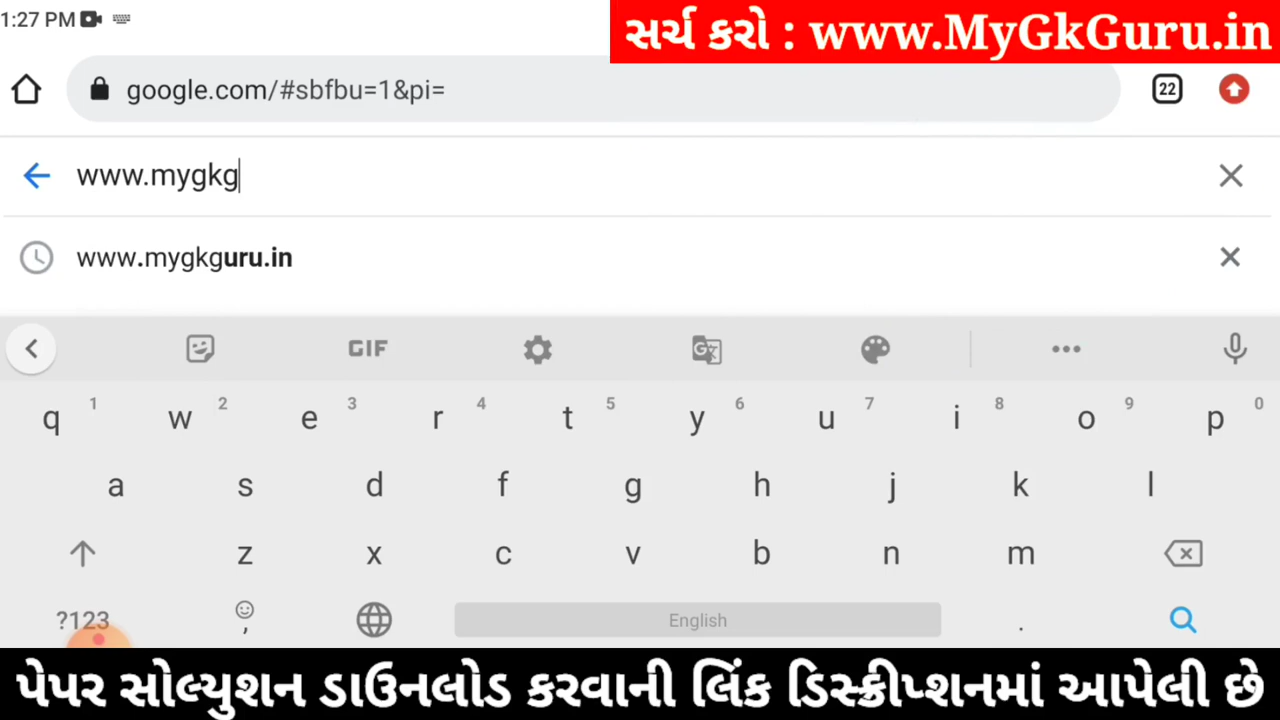 1:27 PM
સર્ચ કરો : www.MyGkGuru.in
google.com/#sbfbu=1&pi=
22
www.mygkg
www.mygkguru.in
GIF
q 1 w 2 e 3 r 4 t 5 y 6 u 7 i 8 o 9 p 0
a s d f g h j k l
z x c v b n m
?123 , English .
પેપર સોલ્યુશન ડાઉનલોડ કરવાની લિંક ડિસ્ક્રીપ્શનમાં આપેલી છે